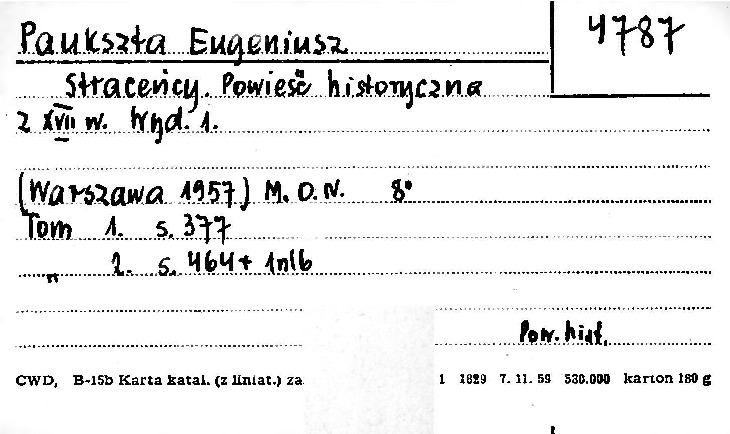 Paukszta Eugeniusz
4787
Straceńcy. Powieść historyczna
z XVII w. Wyd. 1.
(Warszawa 1957) M.O.N. 8°
Tom 1. s. 377
„ 2. s. 464 + 1nlb
Pow. hist.
CWD, B-15b Karta katal. (z liniat.) za 1 1829 7. 11. 59 530.000 karton 180 g